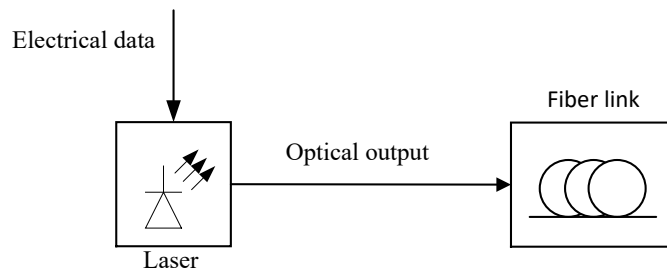 Electrical data
Fiber link
Optical output
Laser